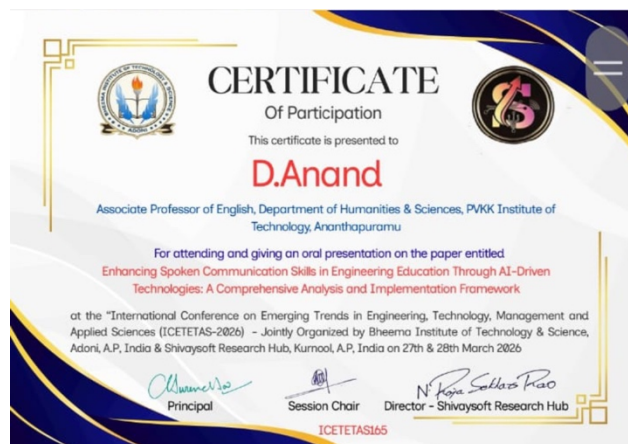 CERTIFICATE
Of Participation
This certificate is presented to
D.Anand
Associate Professor of English, Department of Humanities & Sciences, PVKK Institute of
Technology, Ananthapuramu
For attending and giving an oral presentation on the paper entitled
Enhancing Spoken Communication Skills in Engineering Education Through AI-Driven
Technologies: A Comprehensive Analysis and Implementation Framework
at the "International Conference on Emerging Trends in Engineering, Technology, Management and
Applied Sciences (ICETETAS-2026) - Jointly Organized by Bheema Institute of Technology & Science,
Adoni, A.P, India & Shivaysoft Research Hub, Kurnool, A.P, India on 27th & 28th March 2026
Principal
Session Chair
Director - Shivaysoft Research Hub
ICETETAS165